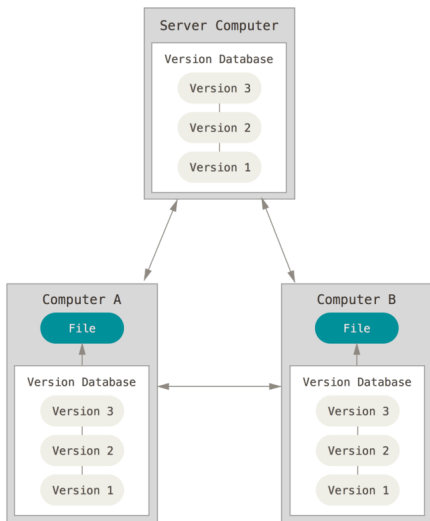 Server Computer
Version Database
Version 3
Version 2
Version 1
Computer A
File
Version Database
Version 3
Version 2
Version 1
Computer B
File
Version Database
Version 3
Version 2
Version 1